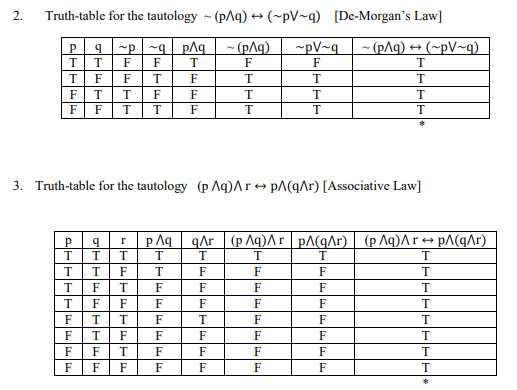 2. Truth-table for the tautology ~ (p⋀q) ↔ (~p⋁~q) [De-Morgan's Law]
p q ~p ~q p⋀q ~ (p⋀q) ~p⋁~q ~ (p⋀q) ↔ (~p⋁~q)
T T F F T F F T
T F F T F T T T
F T T F F T T T
F F T T F T T T
*
3. Truth-table for the tautology (p ⋀q)⋀ r ↔ p⋀(q⋀r) [Associative Law]
p q r p ⋀q q⋀r (p ⋀q)⋀ r p⋀(q⋀r) (p ⋀q)⋀ r ↔ p⋀(q⋀r)
T T T T T T T T
T T F T F F F T
T F T F F F F T
T F F F F F F T
F T T F T F F T
F T F F F F F T
F F T F F F F T
F F F F F F F T
*